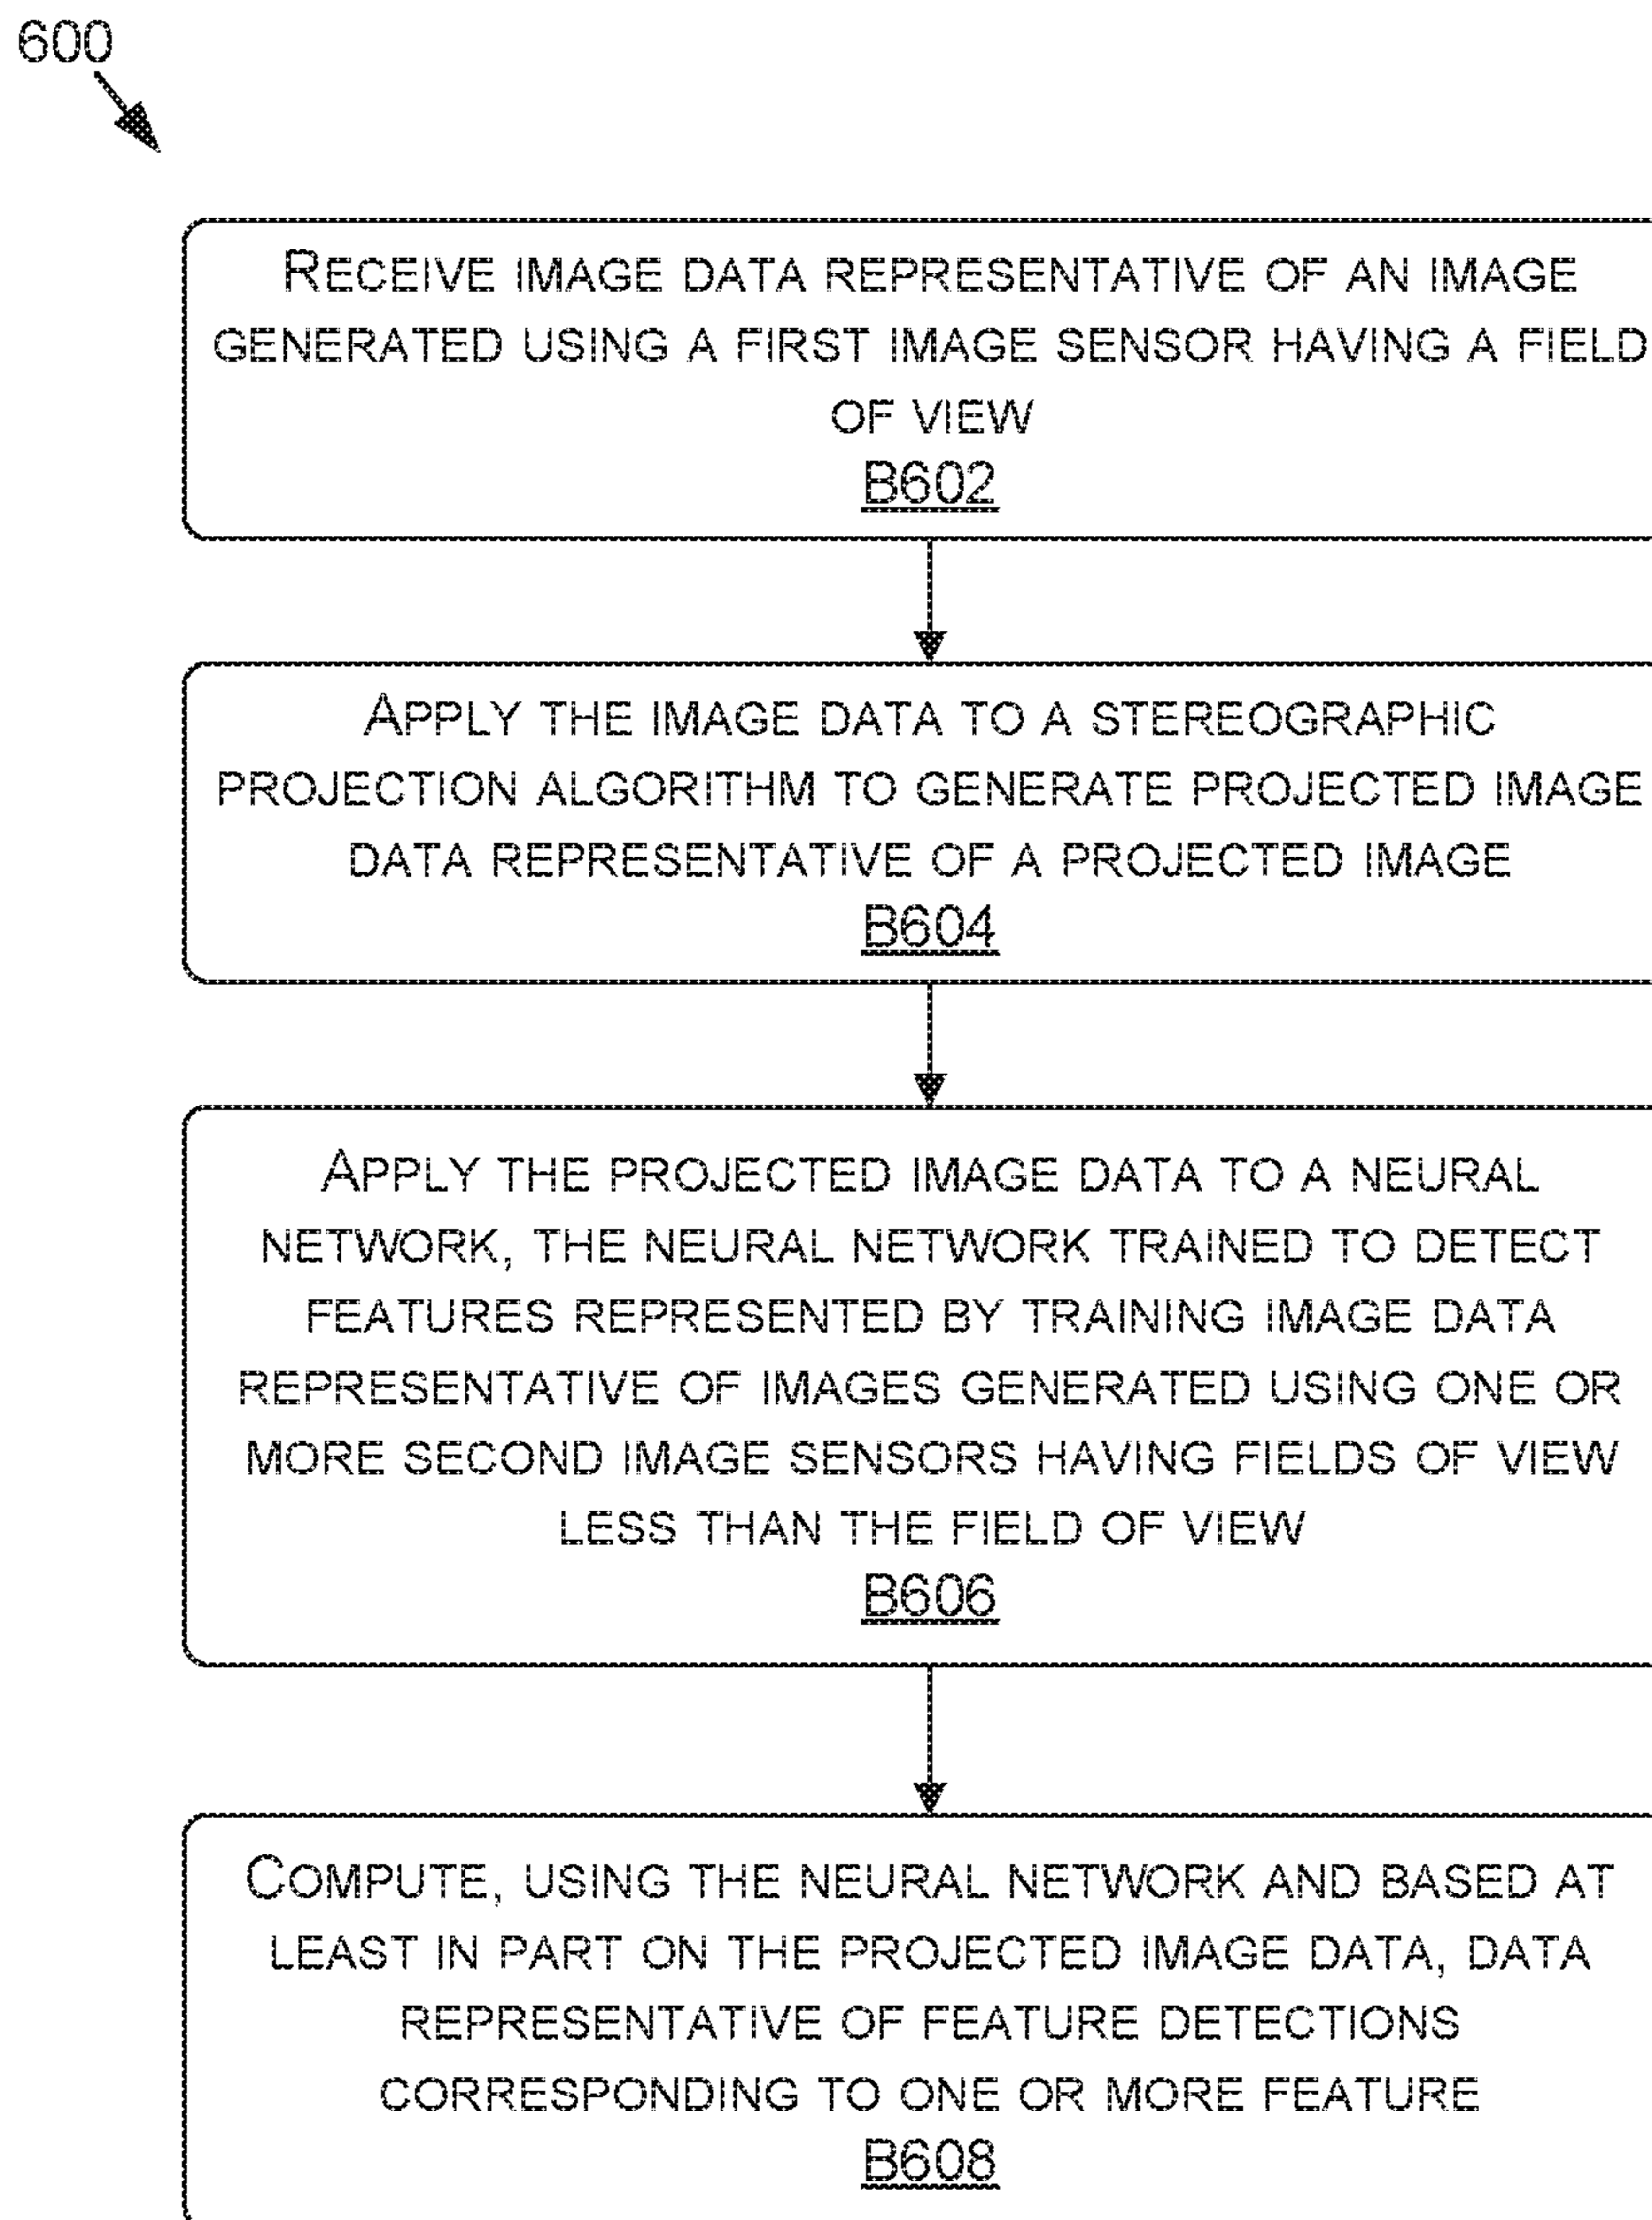 600
RECEIVE IMAGE DATA REPRESENTATIVE OF AN IMAGE
GENERATED USING A FIRST IMAGE SENSOR HAVING A FIELD
OF VIEW
B602
APPLY THE IMAGE DATA TO A STEREOGRAPHIC
PROJECTION ALGORITHM TO GENERATE PROJECTED IMAGE
DATA REPRESENTATIVE OF A PROJECTED IMAGE
B604
APPLY THE PROJECTED IMAGE DATA TO A NEURAL
NETWORK, THE NEURAL NETWORK TRAINED TO DETECT
FEATURES REPRESENTED BY TRAINING IMAGE DATA
REPRESENTATIVE OF IMAGES GENERATED USING ONE OR
MORE SECOND IMAGE SENSORS HAVING FIELDS OF VIEW
LESS THAN THE FIELD OF VIEW
B606
COMPUTE, USING THE NEURAL NETWORK AND BASED AT
LEAST IN PART ON THE PROJECTED IMAGE DATA, DATA
REPRESENTATIVE OF FEATURE DETECTIONS
CORRESPONDING TO ONE OR MORE FEATURE
B608